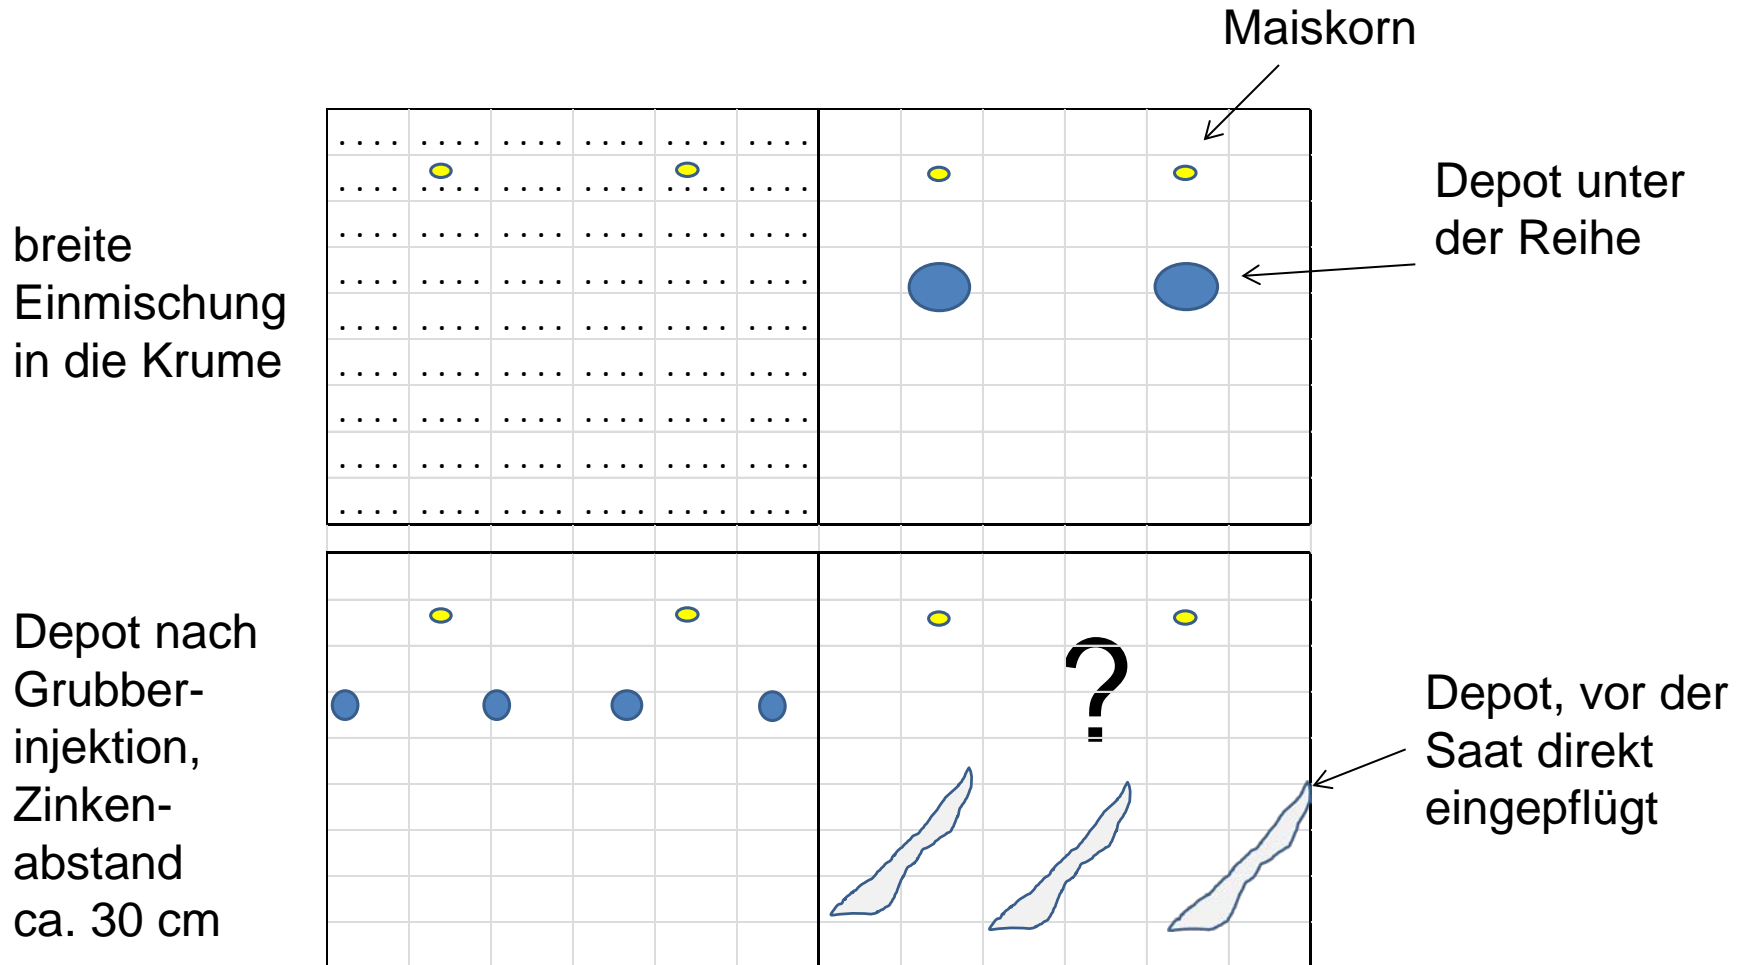 Maiskorn
breite
Einmischung
in die Krume
Depot unter
der Reihe
Depot nach
Grubber-
injektion,
Zinken-
abstand
ca. 30 cm
?
Depot, vor der
Saat direkt
eingepflügt